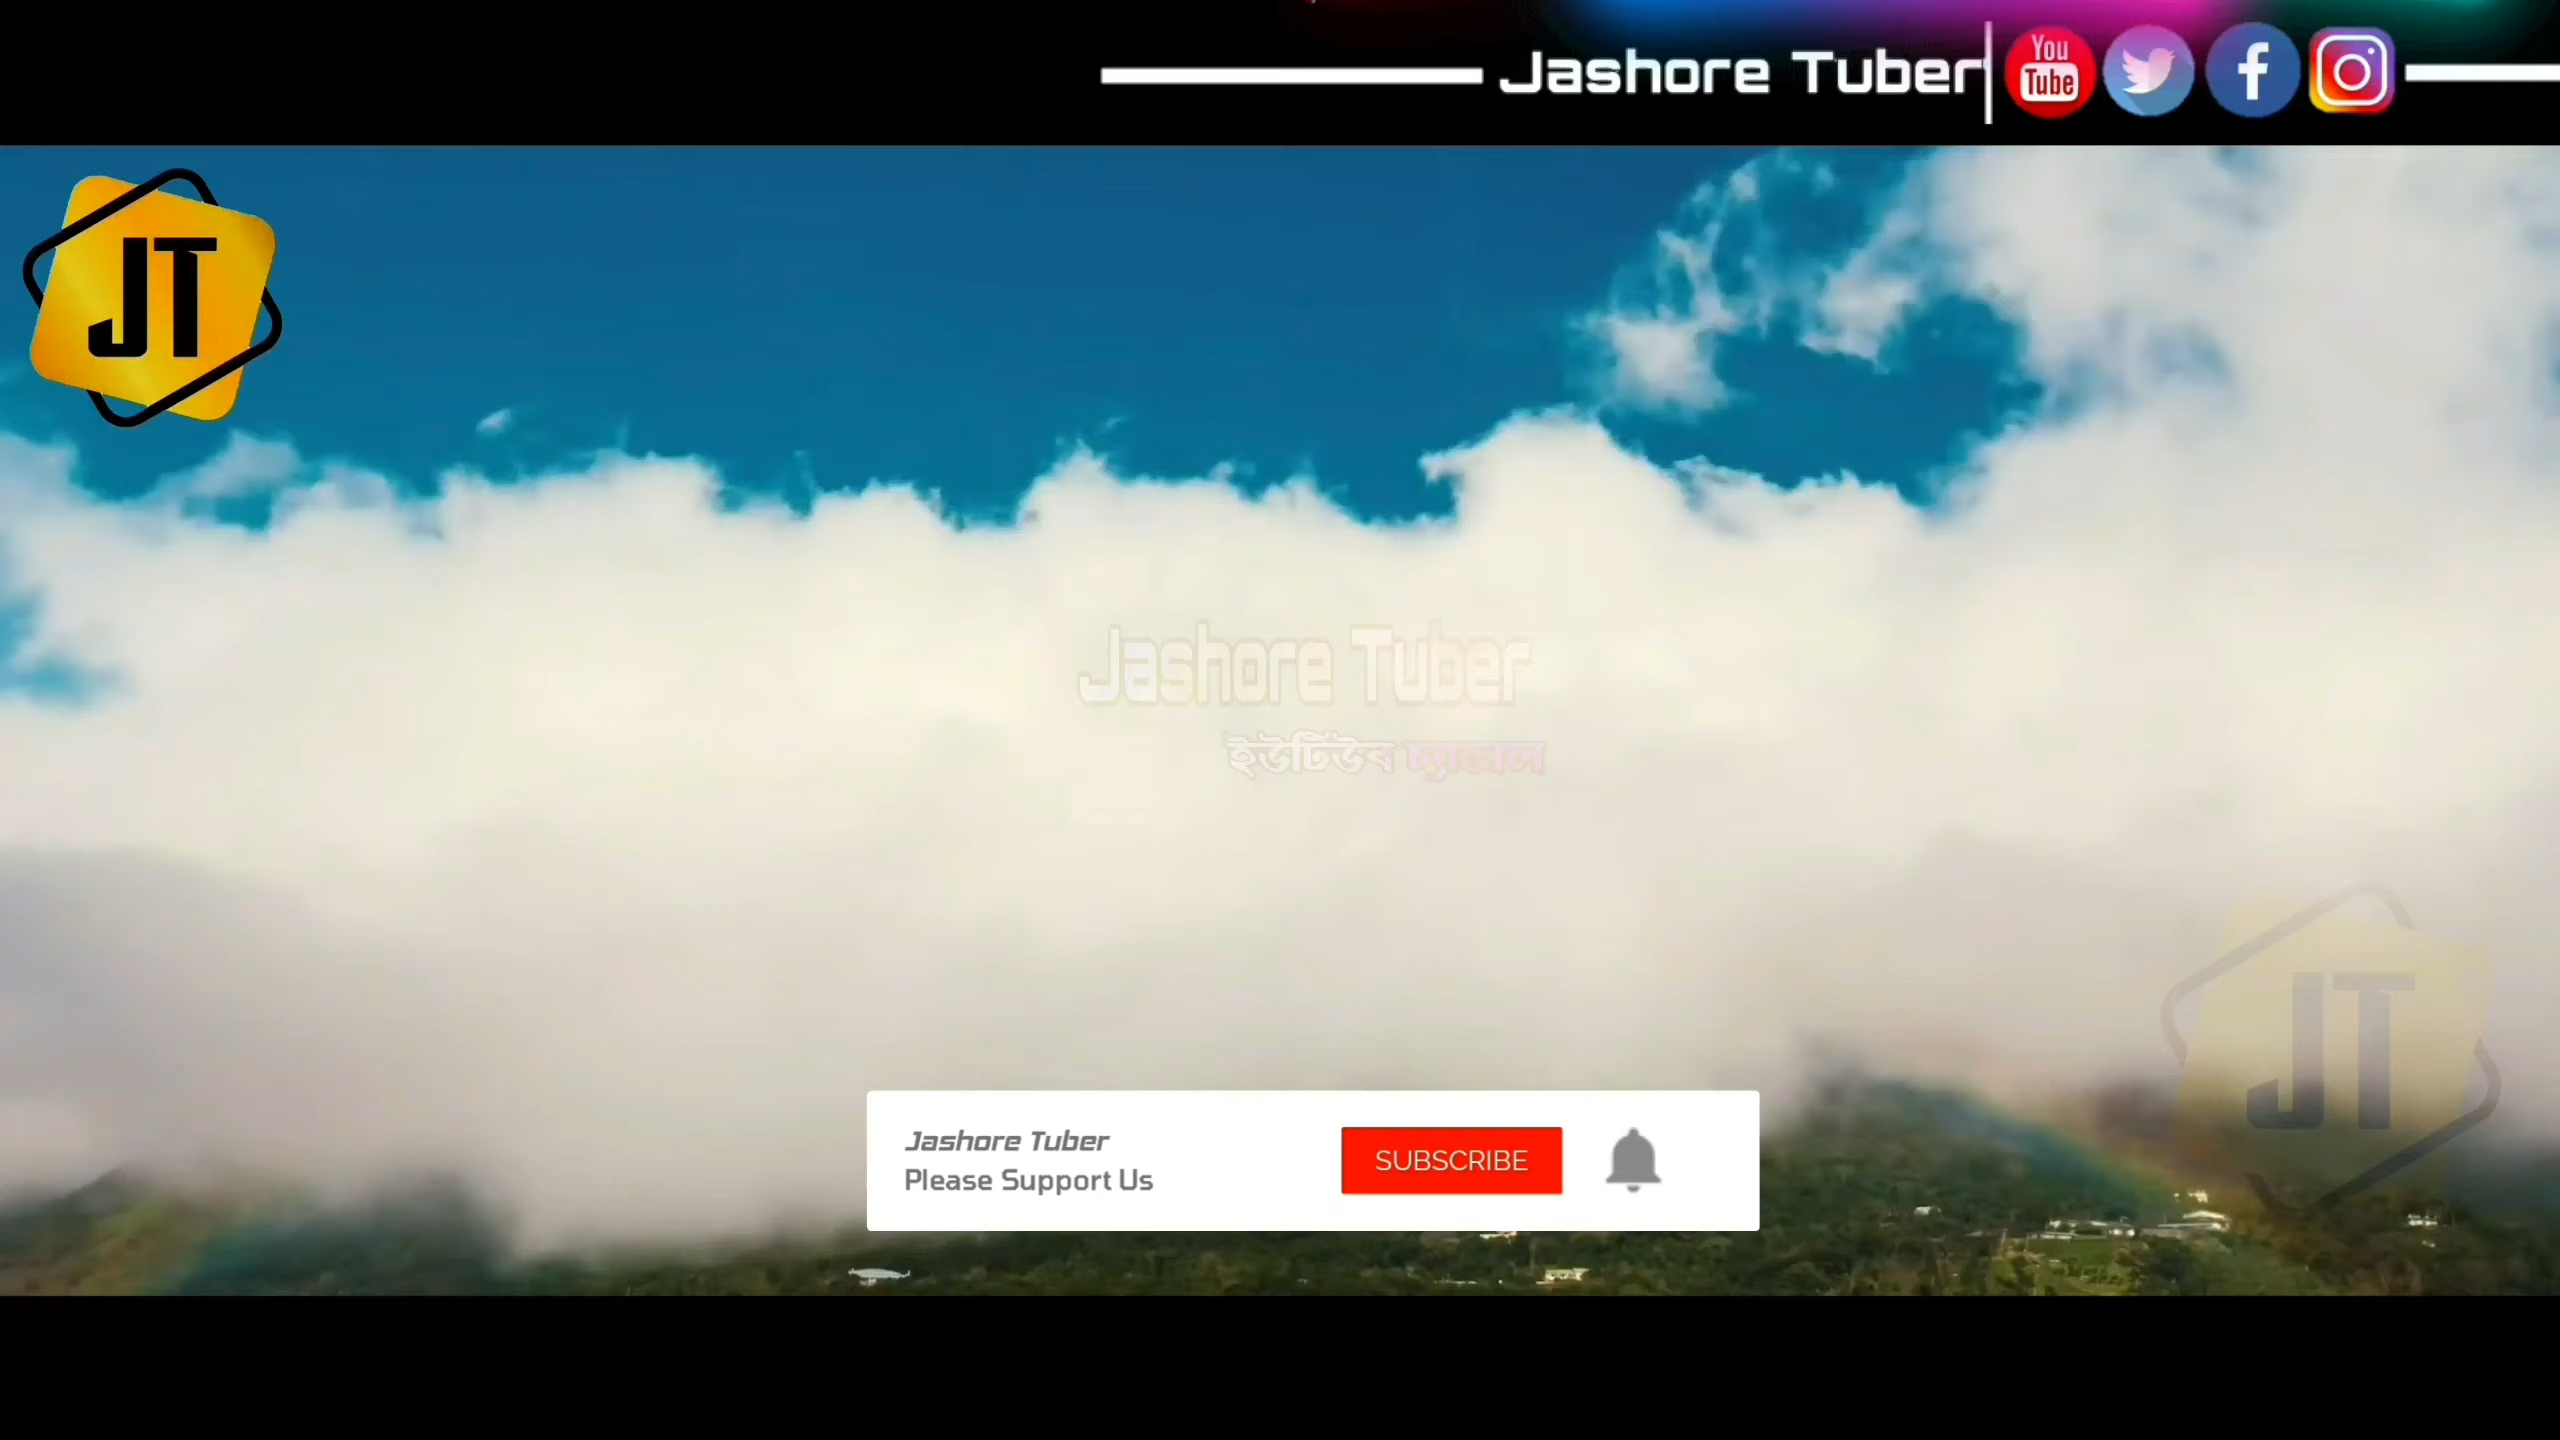 Jashore Tuber
You
Tube
JT
Jashore Tuber
ইউটিউব চ্যানেল
JT
Jashore Tuber
Please Support Us
SUBSCRIBE